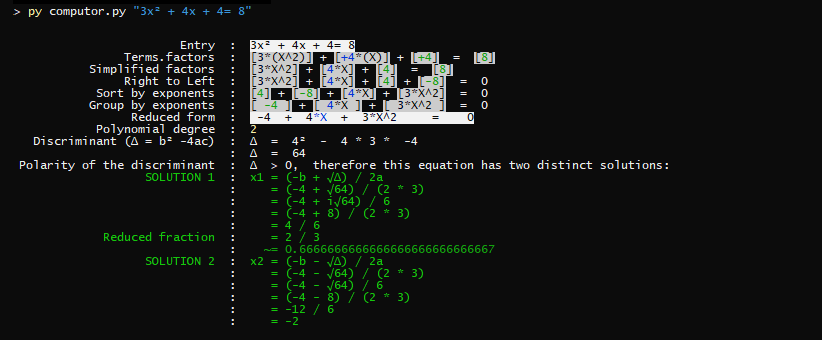 > py computor.py "3x² + 4x + 4= 8"
Entry : 3x² + 4x + 4= 8
Terms.factors : [3*(X^2)] + [+4*(X)] + [+4] = [8]
Simplified factors : [3*X^2] + [4*X] + [4] = [8]
Right to Left : [3*X^2] + [4*X] + [4] + [-8] = 0
Sort by exponents : [4] + [-8] + [4*X] + [3*X^2] = 0
Group by exponents : [ -4 ] + [ 4*X ] + [ 3*X^2 ] = 0
Reduced form : -4 + 4*X + 3*X^2 = 0
Polynomial degree : 2
Discriminant (Δ = b² -4ac) : Δ = 4² - 4 * 3 * -4
: Δ = 64
Polarity of the discriminant : Δ > 0, therefore this equation has two distinct solutions:
SOLUTION 1 : x1 = (-b + √Δ) / 2a
: = (-4 + √64) / (2 * 3)
: = (-4 + i√64) / 6
: = (-4 + 8) / (2 * 3)
: = 4 / 6
Reduced fraction : = 2 / 3
: ~= 0.6666666666666666666666666667
SOLUTION 2 : x2 = (-b - √Δ) / 2a
: = (-4 - √64) / (2 * 3)
: = (-4 - √64) / 6
: = (-4 - 8) / (2 * 3)
: = -12 / 6
: = -2